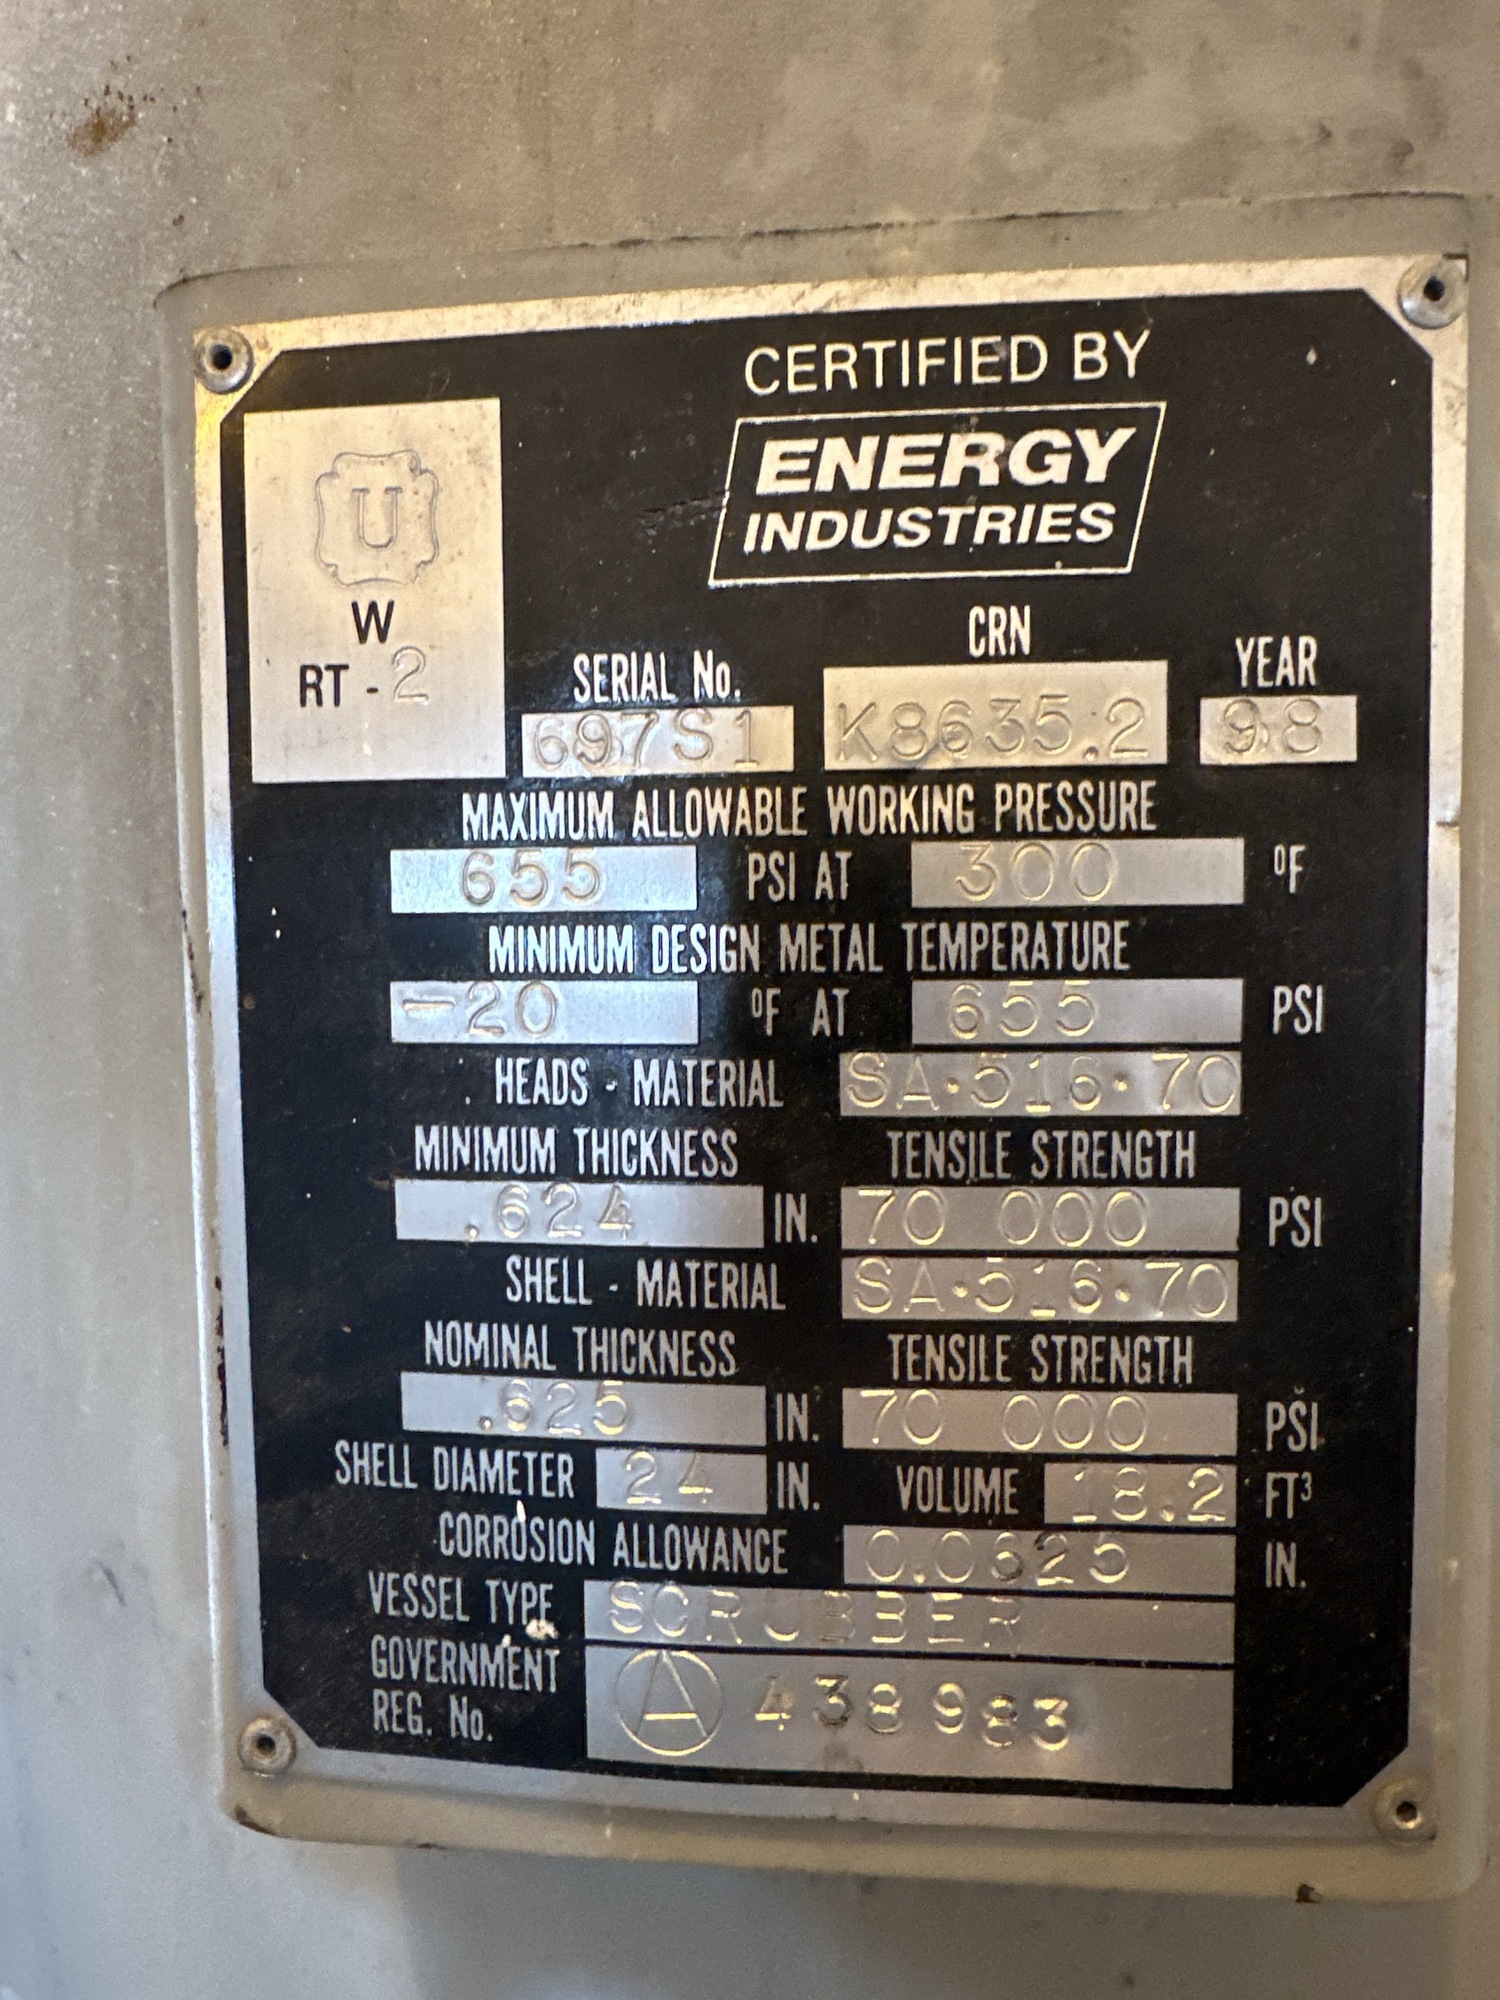 CERTIFIED BY
ENERGY
INDUSTRIES
U
W
RT - 2
SERIAL No. CRN YEAR
697S1 K8635.2 98
MAXIMUM ALLOWABLE WORKING PRESSURE
655 PSI AT 300 ºF
MINIMUM DESIGN METAL TEMPERATURE
-20 ºF AT 655 PSI
HEADS - MATERIAL SA·516·70
MINIMUM THICKNESS TENSILE STRENGTH
.624 IN. 70 000 PSI
SHELL - MATERIAL SA·516·70
NOMINAL THICKNESS TENSILE STRENGTH
.625 IN. 70 000 PSI
SHELL DIAMETER 24 IN. VOLUME 18.2 FT³
CORROSION ALLOWANCE 0.0625 IN.
VESSEL TYPE SCRUBBER
GOVERNMENT
REG. No. A 438983